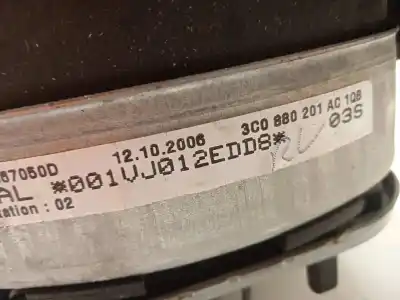 67050D 12.10.2006 3C0 880 201 AC 1QB
AL *001VJ012EDD8* 03S
ation : 02